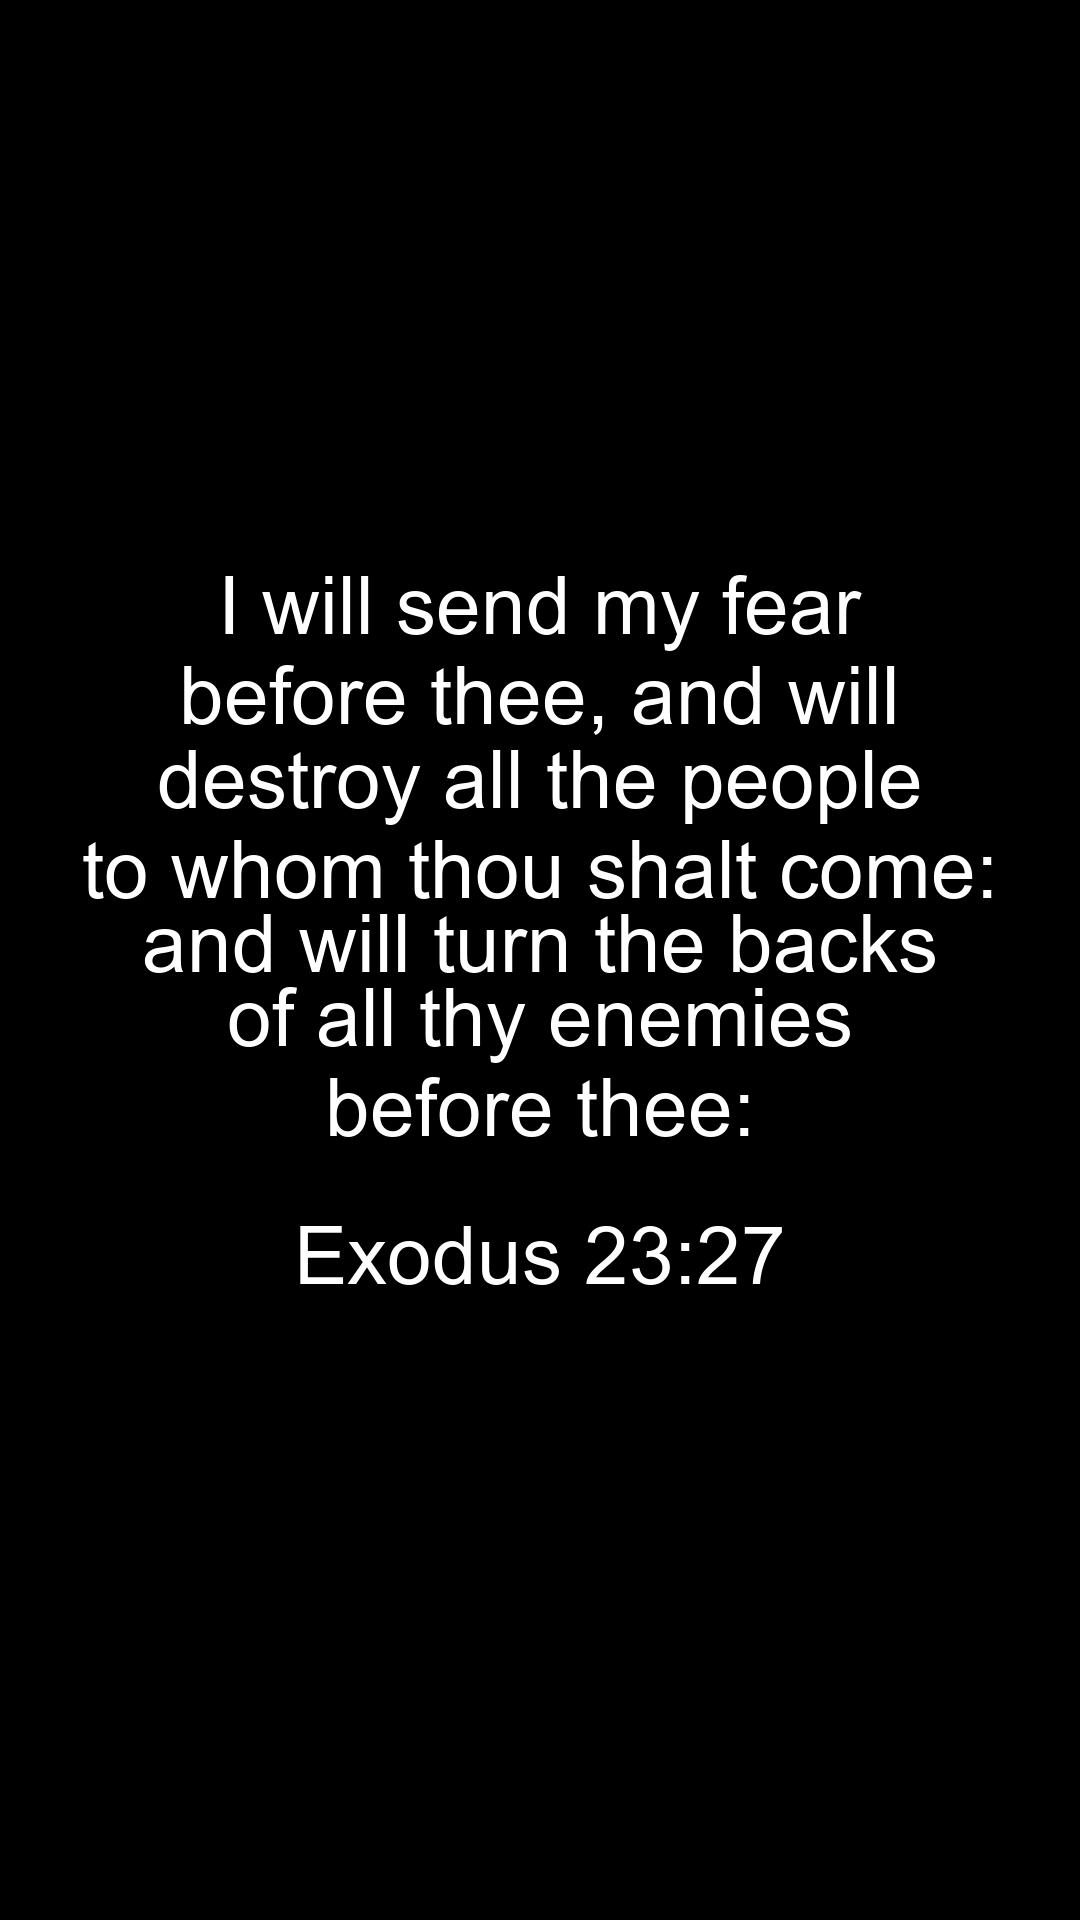 I will send my fear
before thee, and will
destroy all the people
to whom thou shalt come:
and will turn the backs
of all thy enemies
before thee:
Exodus 23:27